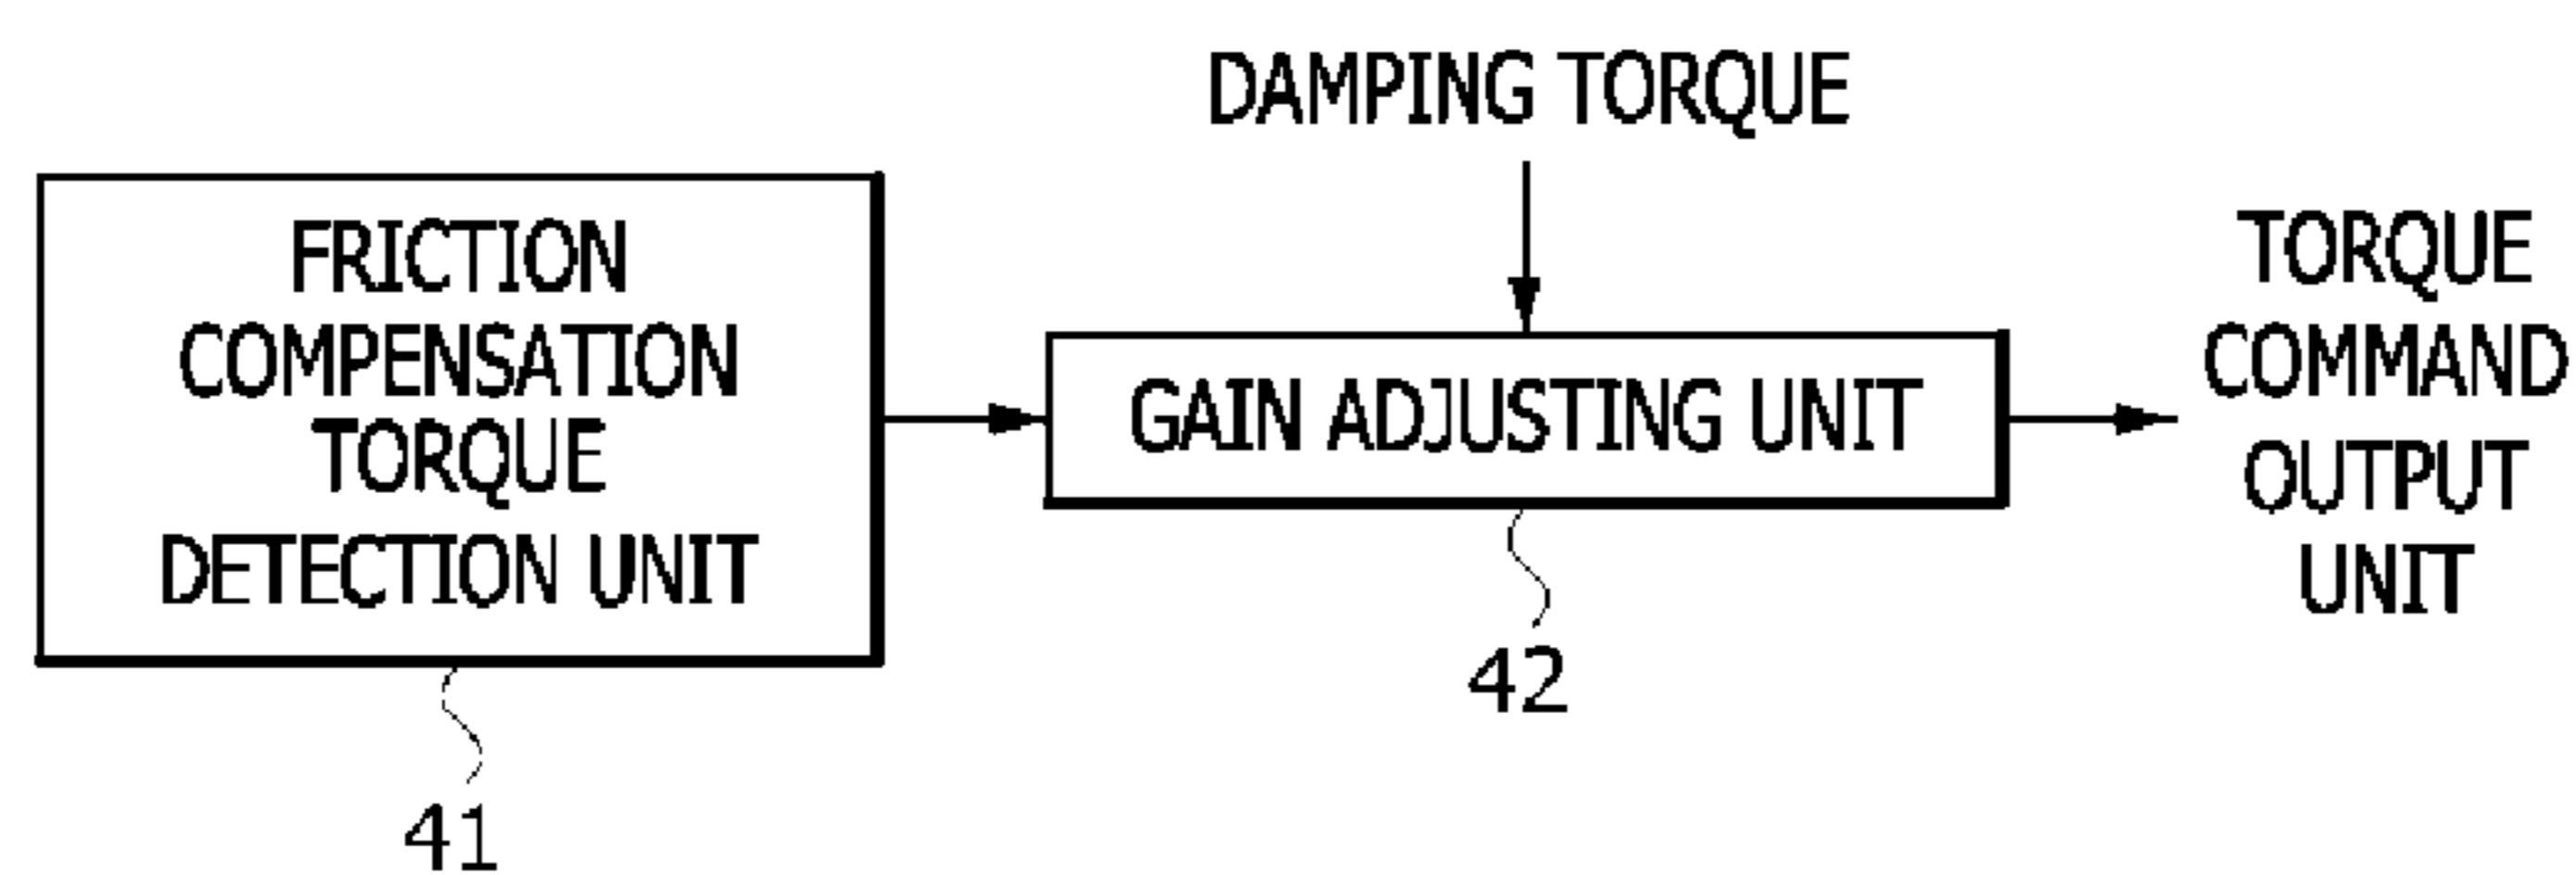 DAMPING TORQUE
FRICTION
COMPENSATION
TORQUE
DETECTION UNIT
GAIN ADJUSTING UNIT
TORQUE
COMMAND
OUTPUT
UNIT
42
41